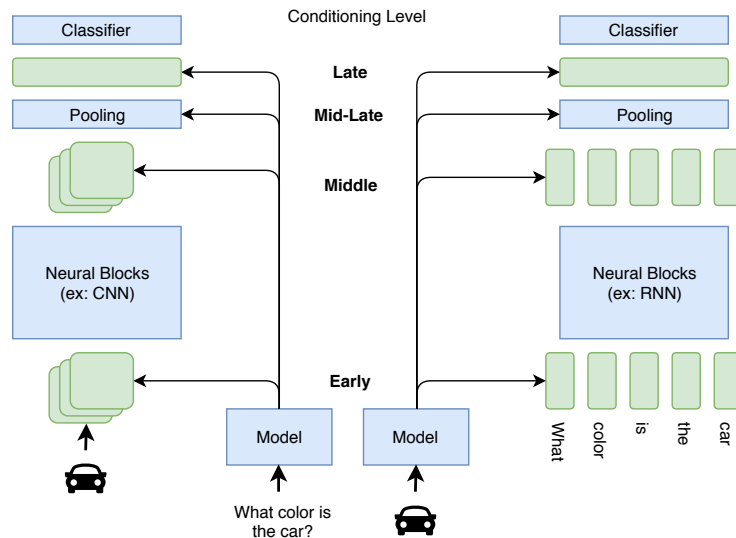 Conditioning Level
Classifier
Late
Pooling
Mid-Late
Middle
Neural Blocks
(ex: CNN)
Early
Model
What color is
the car?
Classifier
Pooling
Neural Blocks
(ex: RNN)
Model
What
color
is
the
car